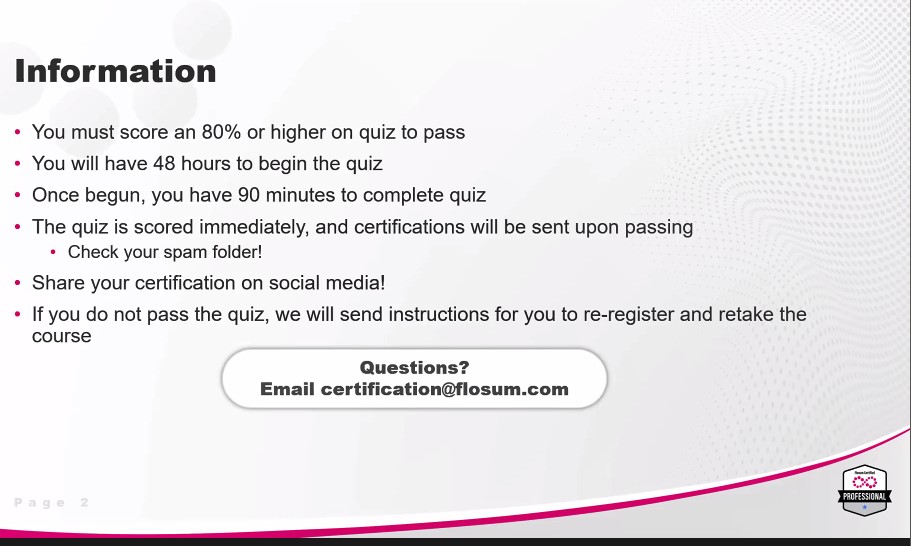 Information
• You must score an 80% or higher on quiz to pass
• You will have 48 hours to begin the quiz
• Once begun, you have 90 minutes to complete quiz
• The quiz is scored immediately, and certifications will be sent upon passing
• Check your spam folder!
• Share your certification on social media!
• If you do not pass the quiz, we will send instructions for you to re-register and retake the
course
Questions?
Email certification@flosum.com
Page 2
Flosum Certified
PROFESSIONAL